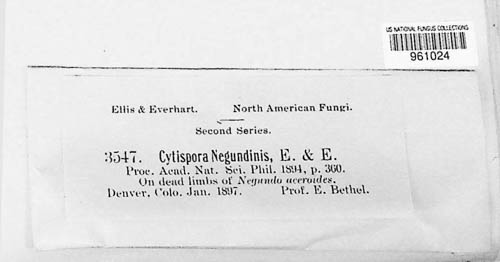 US NATIONAL FUNGUS COLLECTIONS
961024
Ellis & Everhart. North American Fungi.
Second Series.
3547. Cytispora Negundinis, E. & E.
Proc. Acad. Nat. Sci. Phil. 1894, p. 360.
On dead limbs of Negundo aceroides.
Denver, Colo. Jan. 1897. Prof. E. Bethel.